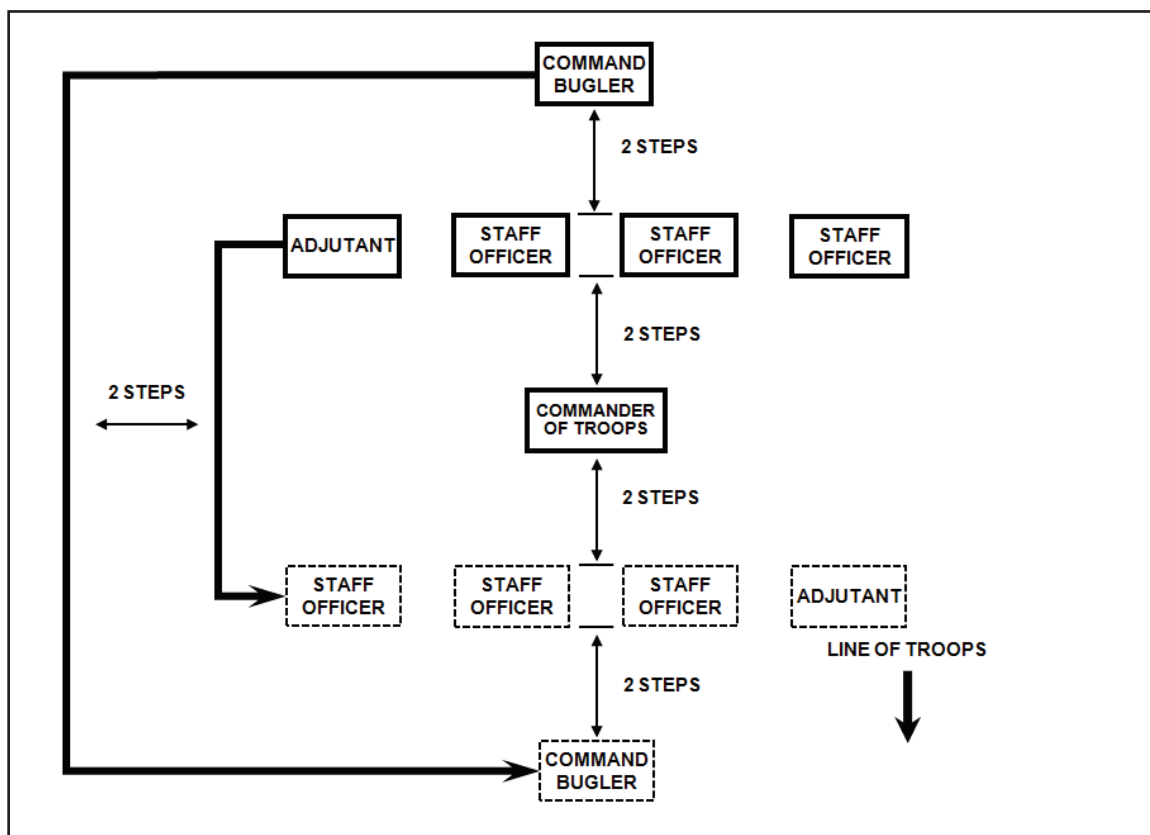 COMMAND
BUGLER
2 STEPS
ADJUTANT
STAFF
OFFICER
STAFF
OFFICER
STAFF
OFFICER
2 STEPS
2 STEPS
COMMANDER
OF TROOPS
2 STEPS
STAFF
OFFICER
STAFF
OFFICER
STAFF
OFFICER
ADJUTANT
LINE OF TROOPS
2 STEPS
COMMAND
BUGLER